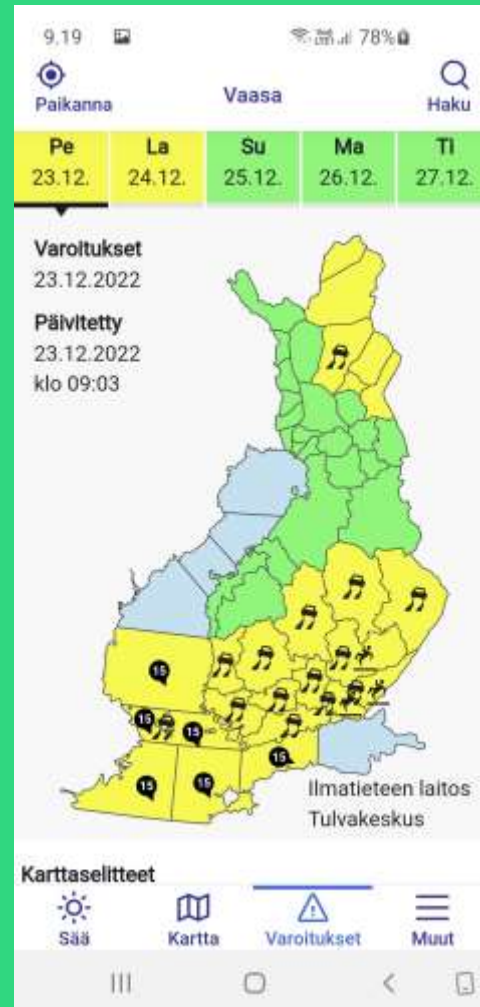 9.19 78%
Paikanna
Vaasa
Haku
Pe La Su Ma TI
23.12. 24.12. 25.12. 26.12. 27.12.
Varoitukset
23.12.2022
Päivitetty
23.12.2022
klo 09:03
15
15
15
15
15
15
Ilmatieteen laitos
Tulvakeskus
Karttaselitteet
Sää Kartta Varoitukset Muut